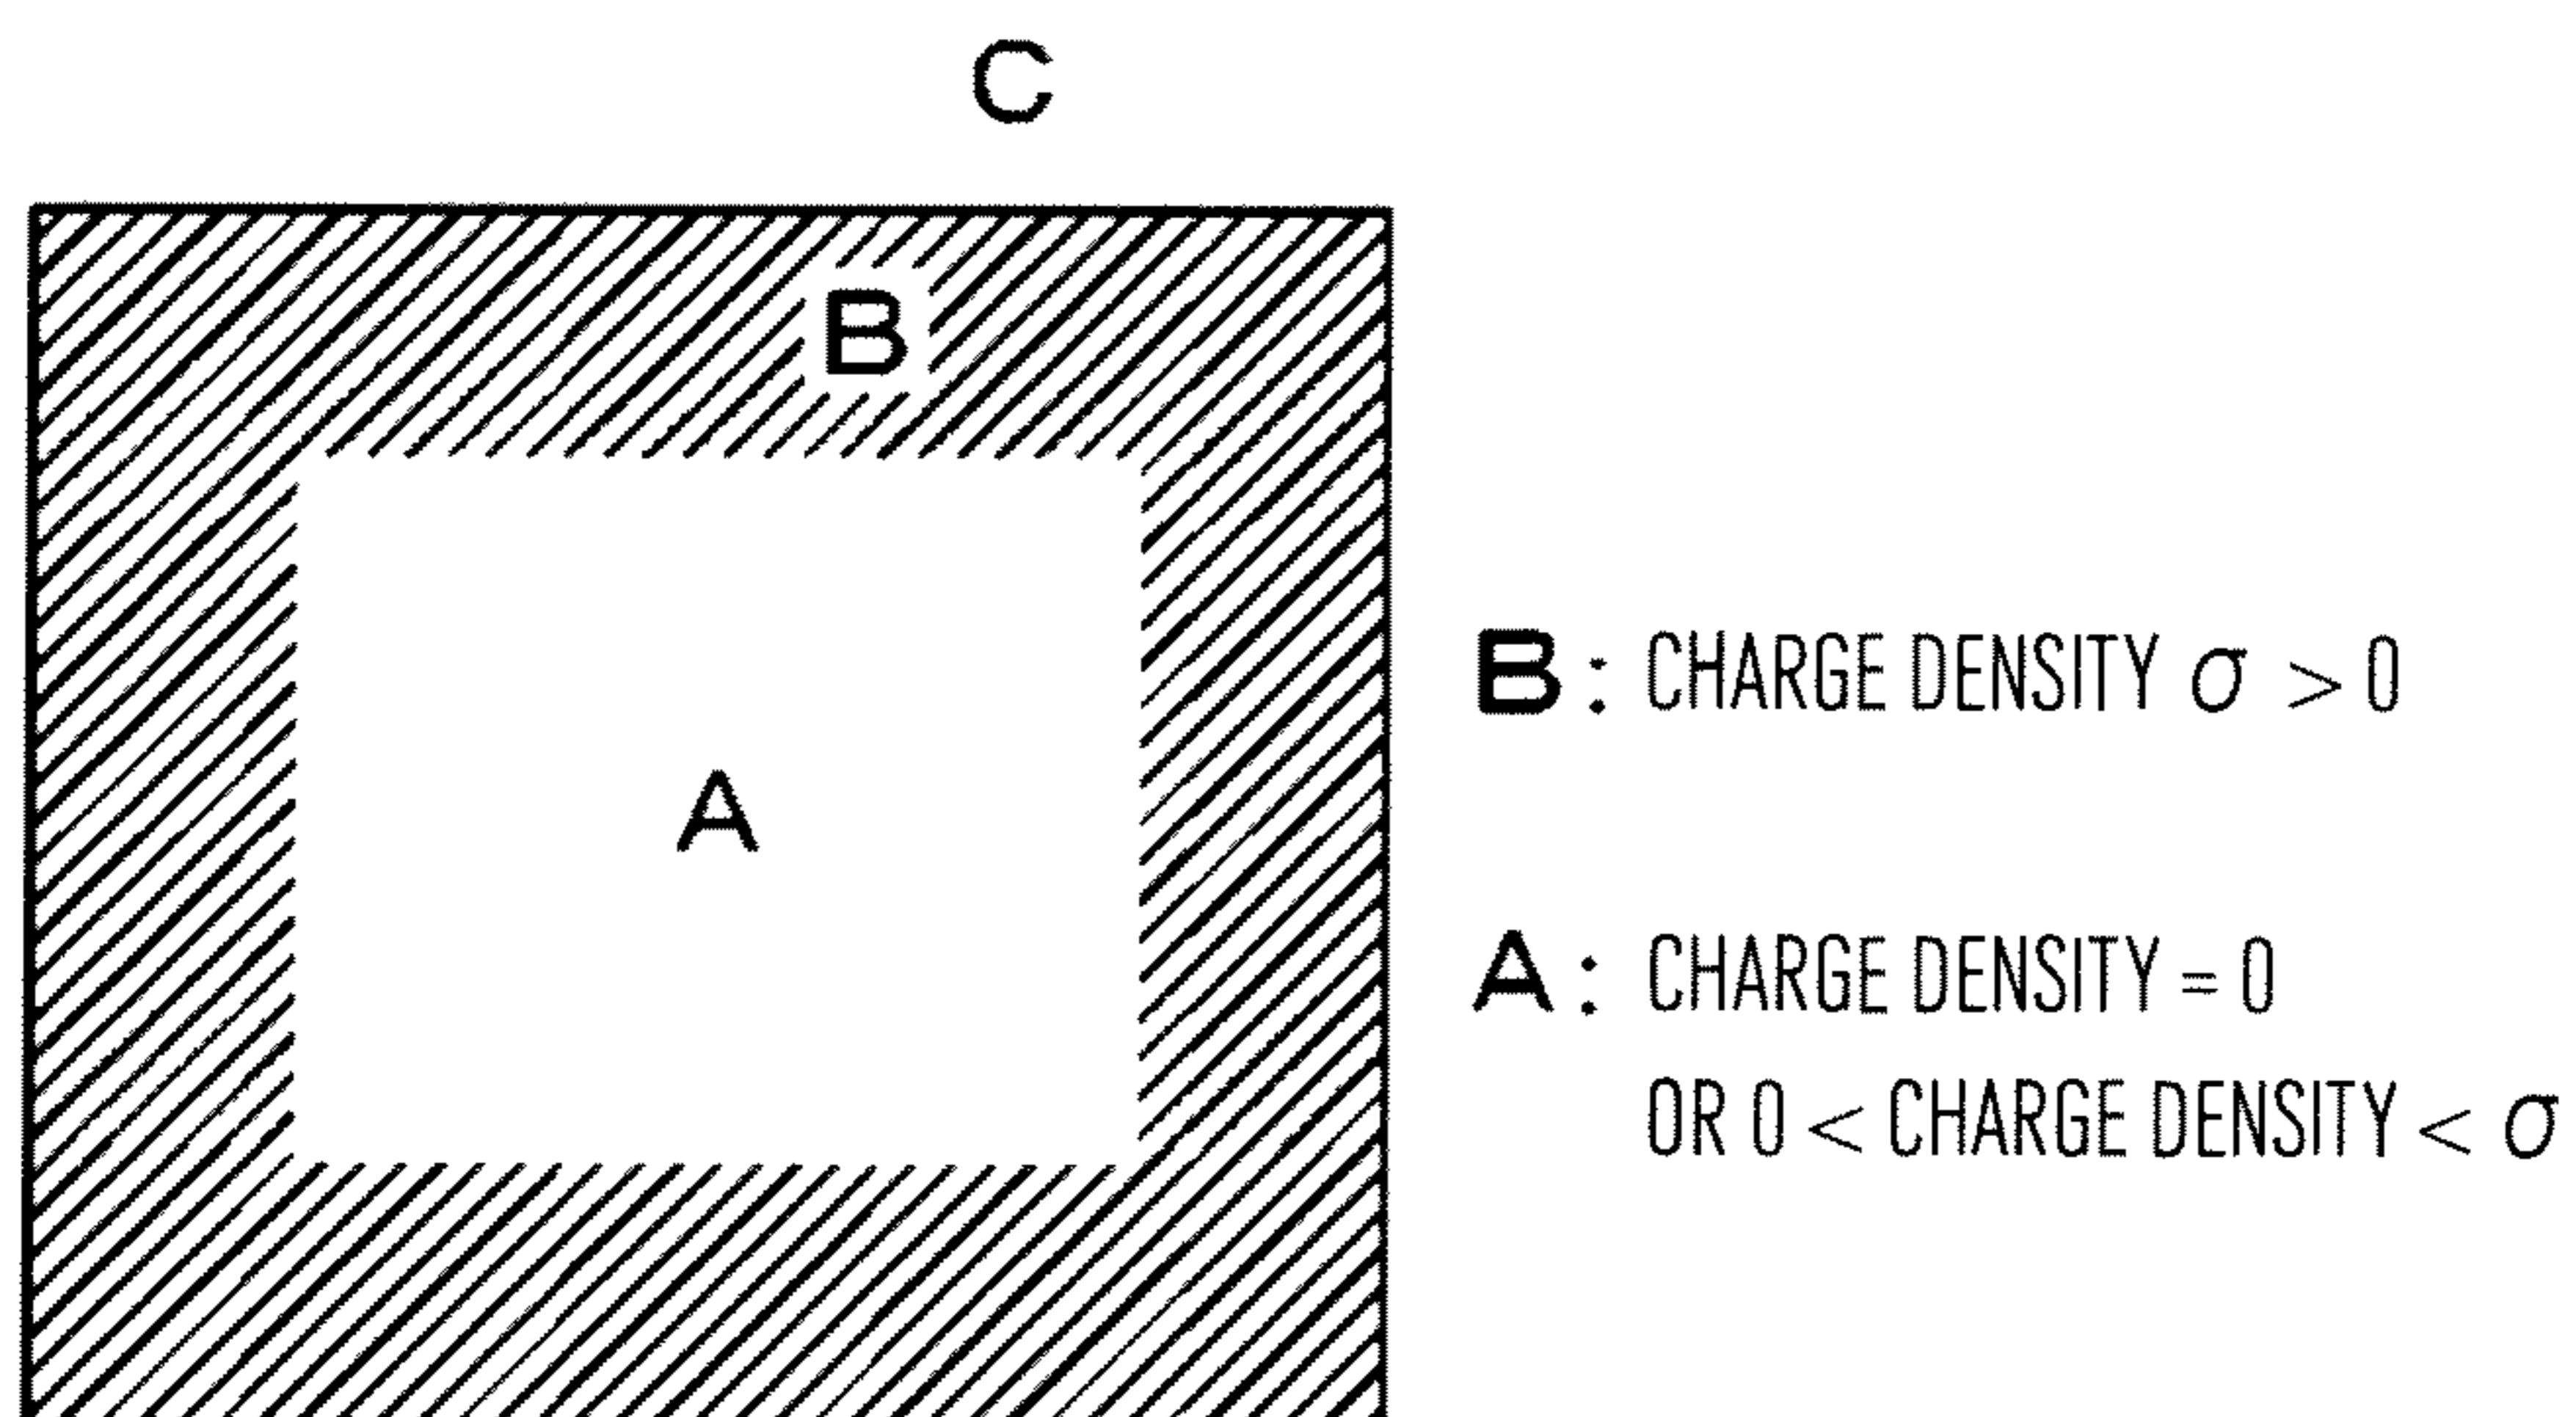 C
B
A
B: CHARGE DENSITY σ > 0
A: CHARGE DENSITY = 0
OR 0 < CHARGE DENSITY < σ